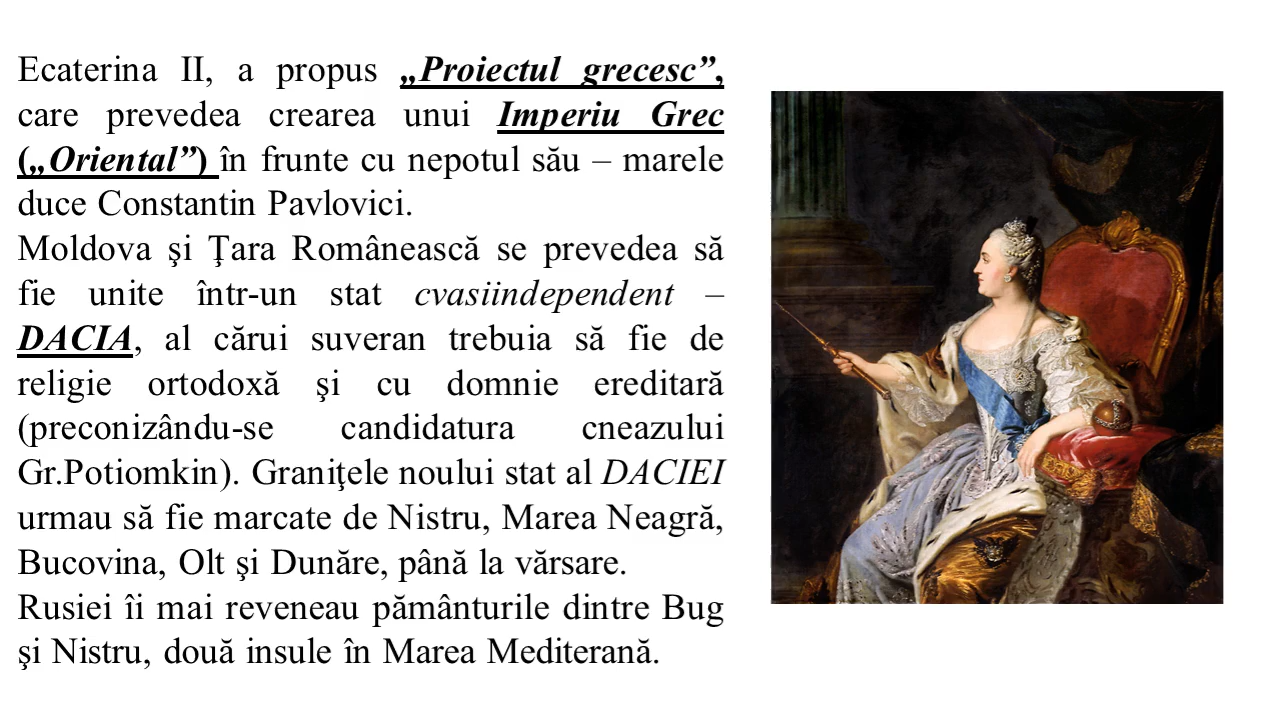 Ecaterina II, a propus „Proiectul grecesc”,
care prevedea crearea unui Imperiu Grec
(„Oriental”) în frunte cu nepotul său – marele
duce Constantin Pavlovici.
Moldova şi Ţara Românească se prevedea să
fie unite într-un stat cvasiindependent –
DACIA, al cărui suveran trebuia să fie de
religie ortodoxă şi cu domnie ereditară
(preconizându-se candidatura cneazului
Gr.Potiomkin). Graniţele noului stat al DACIEI
urmau să fie marcate de Nistru, Marea Neagră,
Bucovina, Olt şi Dunăre, până la vărsare.
Rusiei îi mai reveneau pământurile dintre Bug
şi Nistru, două insule în Marea Mediterană.